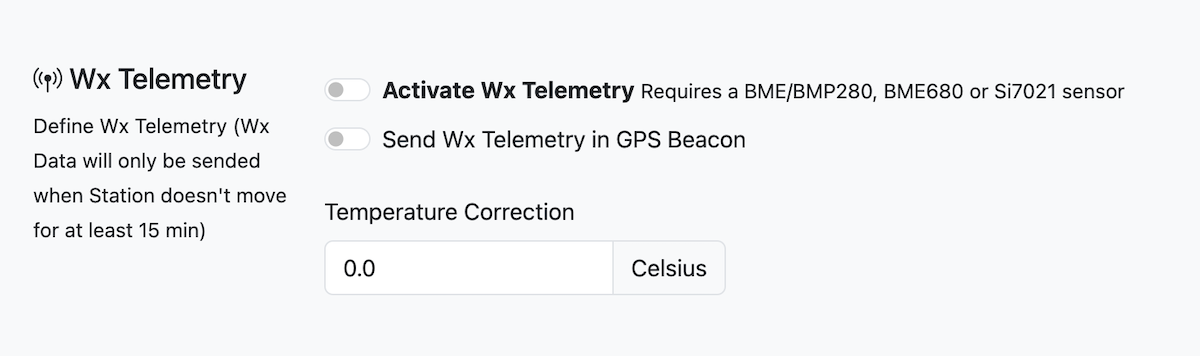 Wx Telemetry
Define Wx Telemetry (Wx
Data will only be sended
when Station doesn't move
for at least 15 min)
Activate Wx Telemetry Requires a BME/BMP280, BME680 or Si7021 sensor
Send Wx Telemetry in GPS Beacon
Temperature Correction
0.0 Celsius